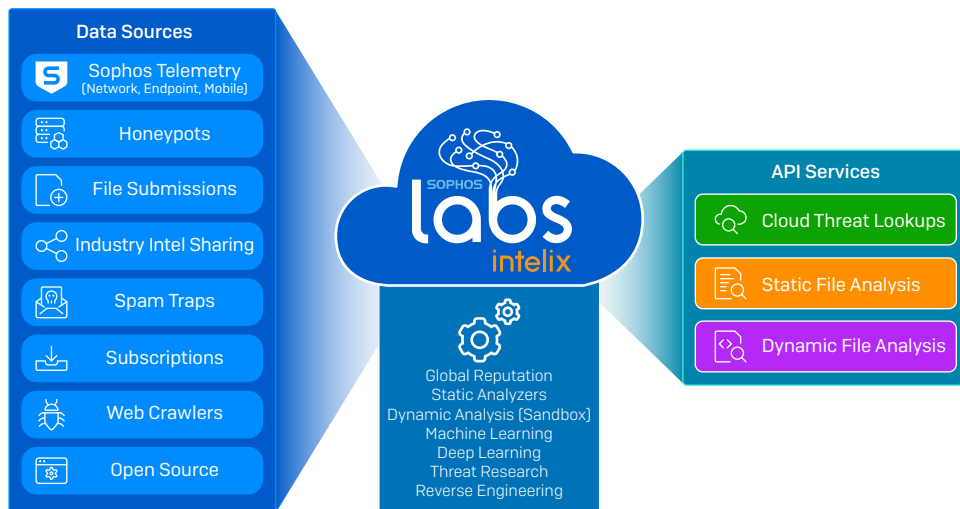 Data Sources
S
Sophos Telemetry
(Network, Endpoint, Mobile)
Honeypots
File Submissions
Industry Intel Sharing
Spam Traps
Subscriptions
Web Crawlers
Open Source
SOPHOS
labs
intelix
Global Reputation
Static Analyzers
Dynamic Analysis (Sandbox)
Machine Learning
Deep Learning
Threat Research
Reverse Engineering
API Services
Cloud Threat Lookups
Static File Analysis
Dynamic File Analysis